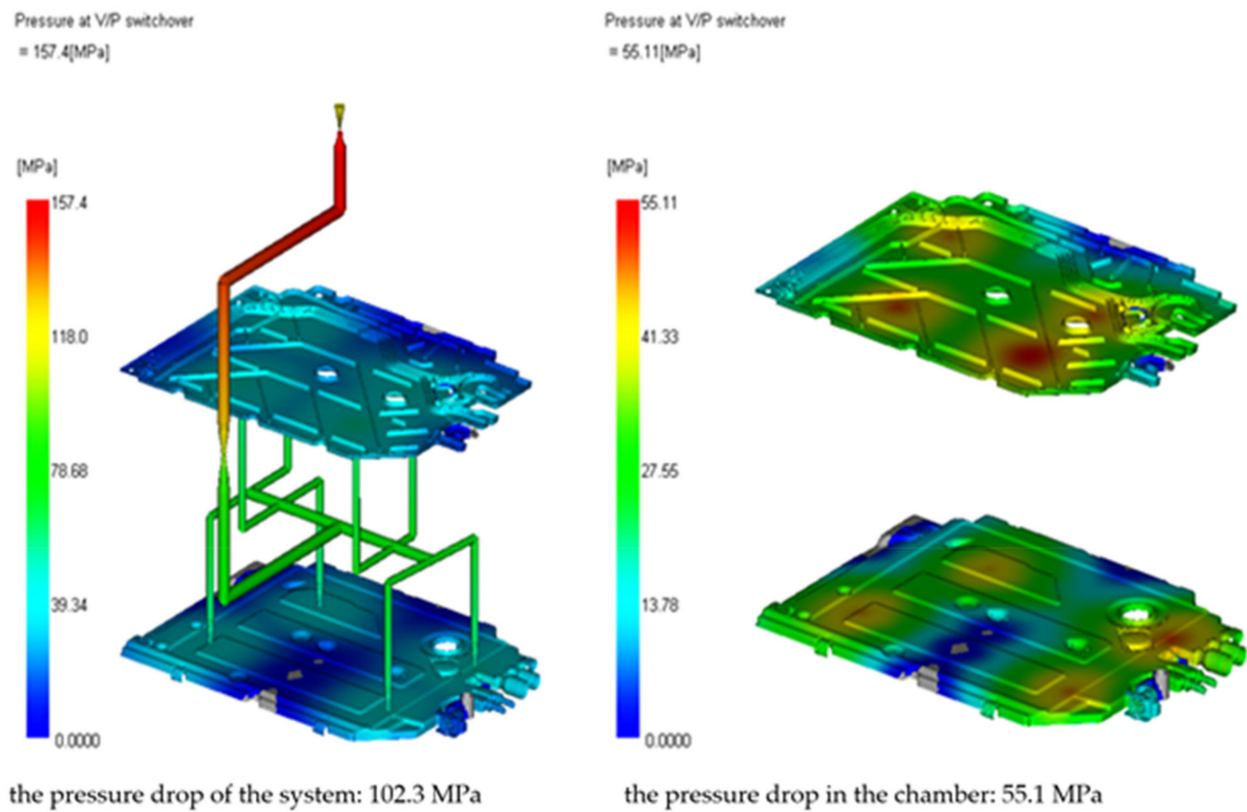 Pressure at V/P switchover
= 157.4[MPa]
[MPa]
157.4
118.0
78.68
39.34
0.0000
the pressure drop of the system: 102.3 MPa
Pressure at V/P switchover
= 55.11[MPa]
[MPa]
55.11
41.33
27.55
13.78
0.0000
the pressure drop in the chamber: 55.1 MPa